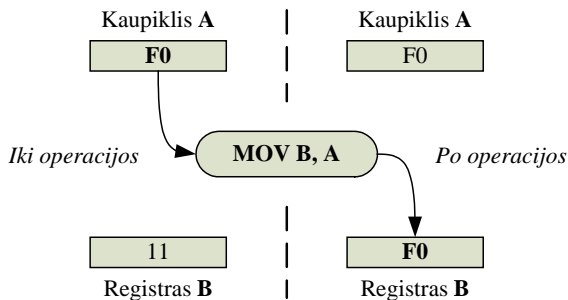 Kaupiklis A
Kaupiklis A
F0
F0
Iki operacijos
MOV B, A
Po operacijos
11
F0
Registras B
Registras B